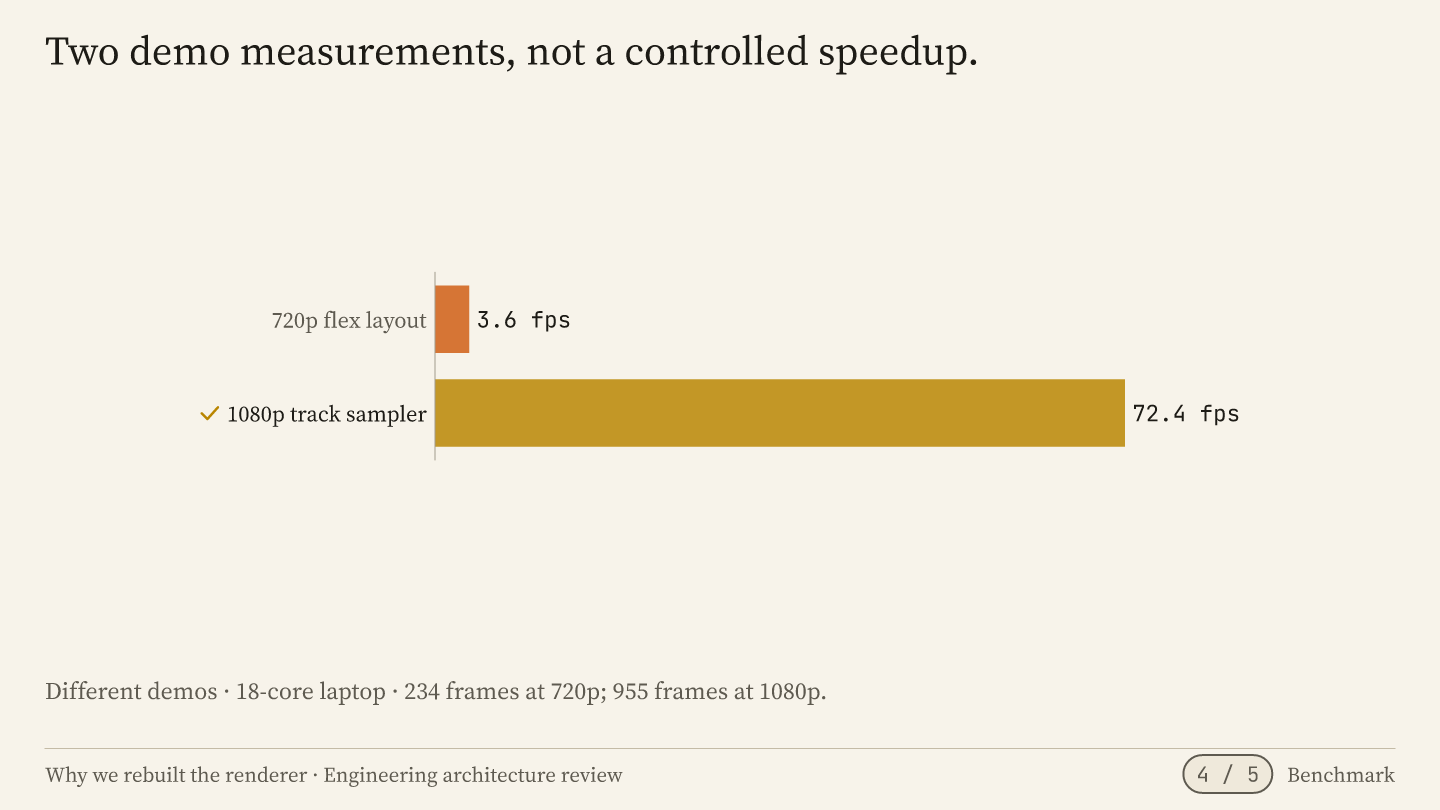 Two demo measurements, not a controlled speedup.
720p flex layout
3.6 fps
1080p track sampler
72.4 fps
Different demos · 18-core laptop · 234 frames at 720p; 955 frames at 1080p.
Why we rebuilt the renderer · Engineering architecture review
4 / 5
Benchmark